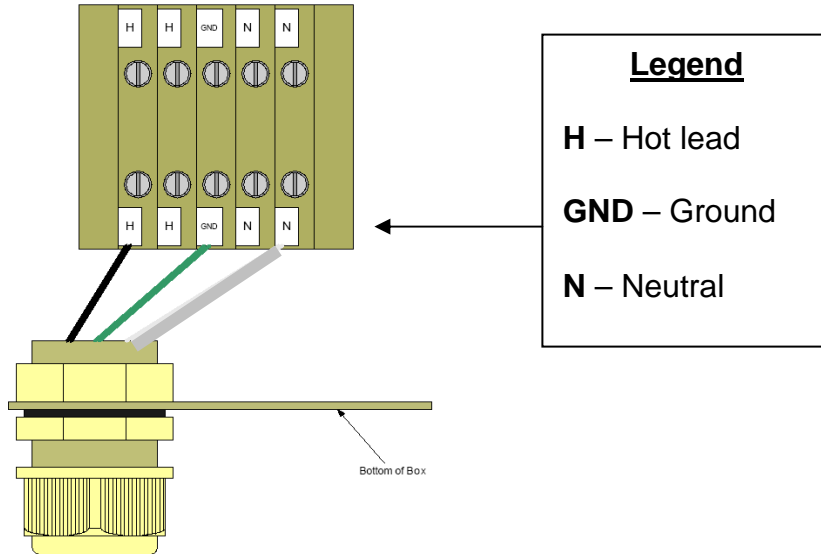 H H GND N N
Legend
H – Hot lead
GND – Ground
N – Neutral
H H GND N N
Bottom of Box